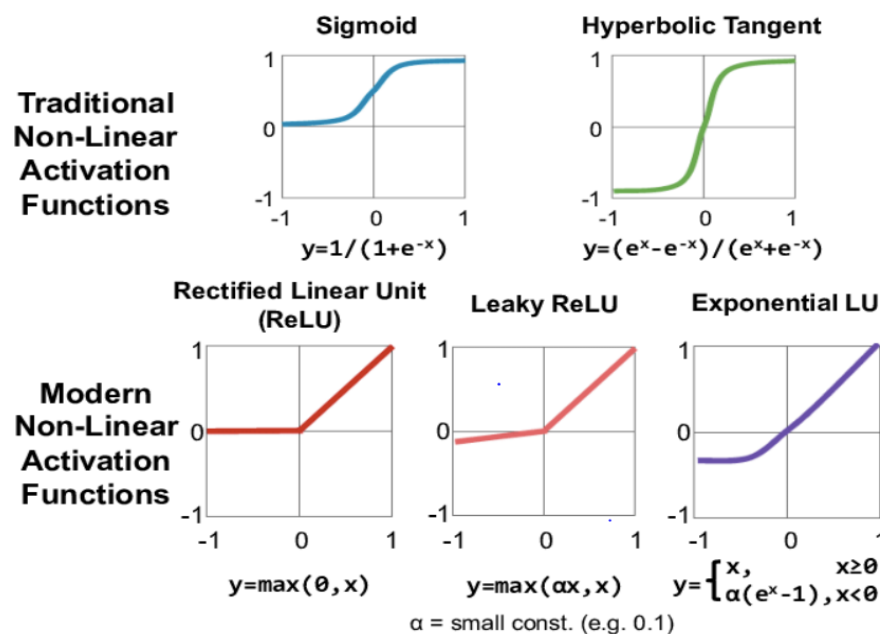 Sigmoid
Hyperbolic Tangent
Traditional
Non-Linear
Activation
Functions
1
0
-1
-1
0
1
y=1/(1+e⁻ˣ)
1
0
-1
-1
0
1
y=(eˣ-e⁻ˣ)/(eˣ+e⁻ˣ)
Rectified Linear Unit
(ReLU)
Leaky ReLU
Exponential LU
Modern
Non-Linear
Activation
Functions
1
0
-1
-1
0
1
y=max(0,x)
1
0
-1
-1
0
1
y=max(αx,x)
1
0
-1
-1
0
1
y={x, x≥0
α(eˣ-1),x<0
α = small const. (e.g. 0.1)